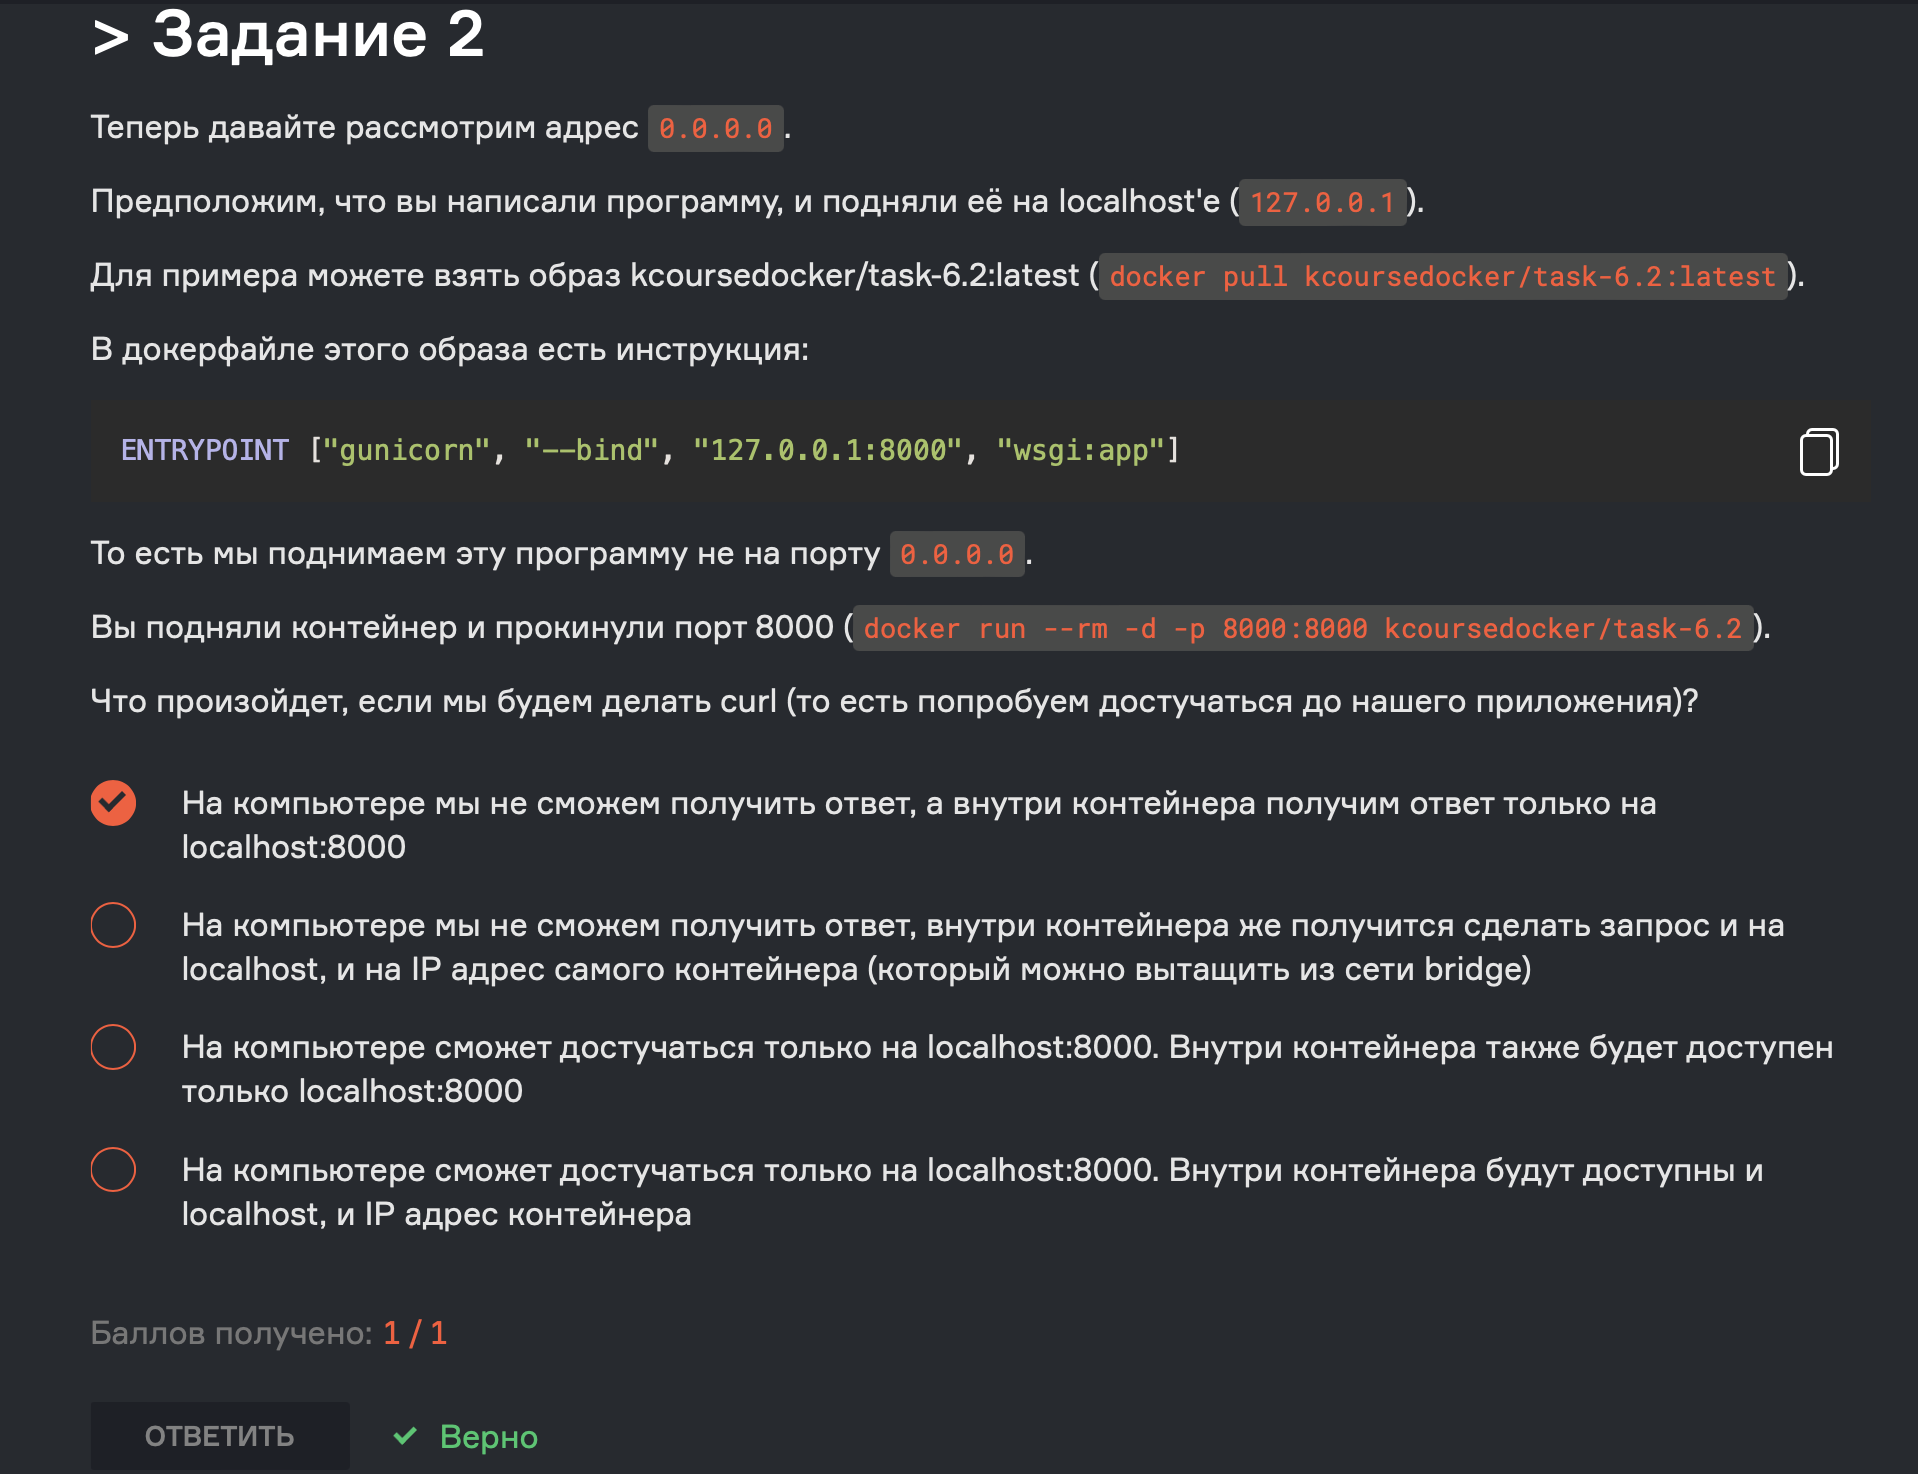 > Задание 2
Теперь давайте рассмотрим адрес 0.0.0.0.
Предположим, что вы написали программу, и подняли её на localhost'е (127.0.0.1).
Для примера можете взять образ kcoursedocker/task-6.2:latest (docker pull kcoursedocker/task-6.2:latest).
В докерфайле этого образа есть инструкция:
ENTRYPOINT ["gunicorn", "--bind", "127.0.0.1:8000", "wsgi:app"]
То есть мы поднимаем эту программу не на порту 0.0.0.0.
Вы подняли контейнер и прокинули порт 8000 (docker run --rm -d -p 8000:8000 kcoursedocker/task-6.2).
Что произойдет, если мы будем делать curl (то есть попробуем достучаться до нашего приложения)?
На компьютере мы не сможем получить ответ, а внутри контейнера получим ответ только на
localhost:8000
На компьютере мы не сможем получить ответ, внутри контейнера же получится сделать запрос и на
localhost, и на IP адрес самого контейнера (который можно вытащить из сети bridge)
На компьютере сможет достучаться только на localhost:8000. Внутри контейнера также будет доступен
только localhost:8000
На компьютере сможет достучаться только на localhost:8000. Внутри контейнера будут доступны и
localhost, и IP адрес контейнера
Баллов получено: 1 / 1
ОТВЕТИТЬ
Верно